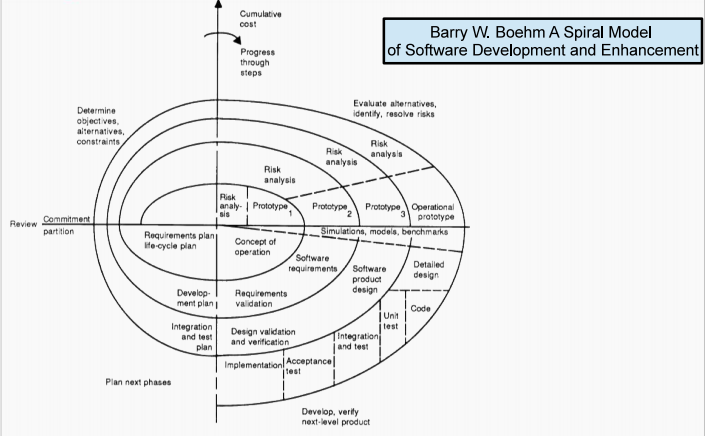 Cumulative
cost
Barry W. Boehm A Spiral Model
of Software Development and Enhancement
Progress
through
steps
Determine
objectives,
alternatives,
constraints
Evaluate alternatives,
identify, resolve risks
Risk
analysis
Risk
analysis
Risk
analysis
Risk
analy-
sis
Prototype
1
Prototype
2
Prototype
3
Operational
prototype
Review
Commitment
partition
Simulations, models, benchmarks
Requirements plan
life-cycle plan
Concept of
operation
Software
requirements
Software
product
design
Detailed
design
Develop-
ment plan
Requirements
validation
Code
Unit
test
Integration
and test
plan
Design validation
and verification
Integration
and test
Implementation
Acceptance
test
Plan next phases
Develop, verify
next-level product